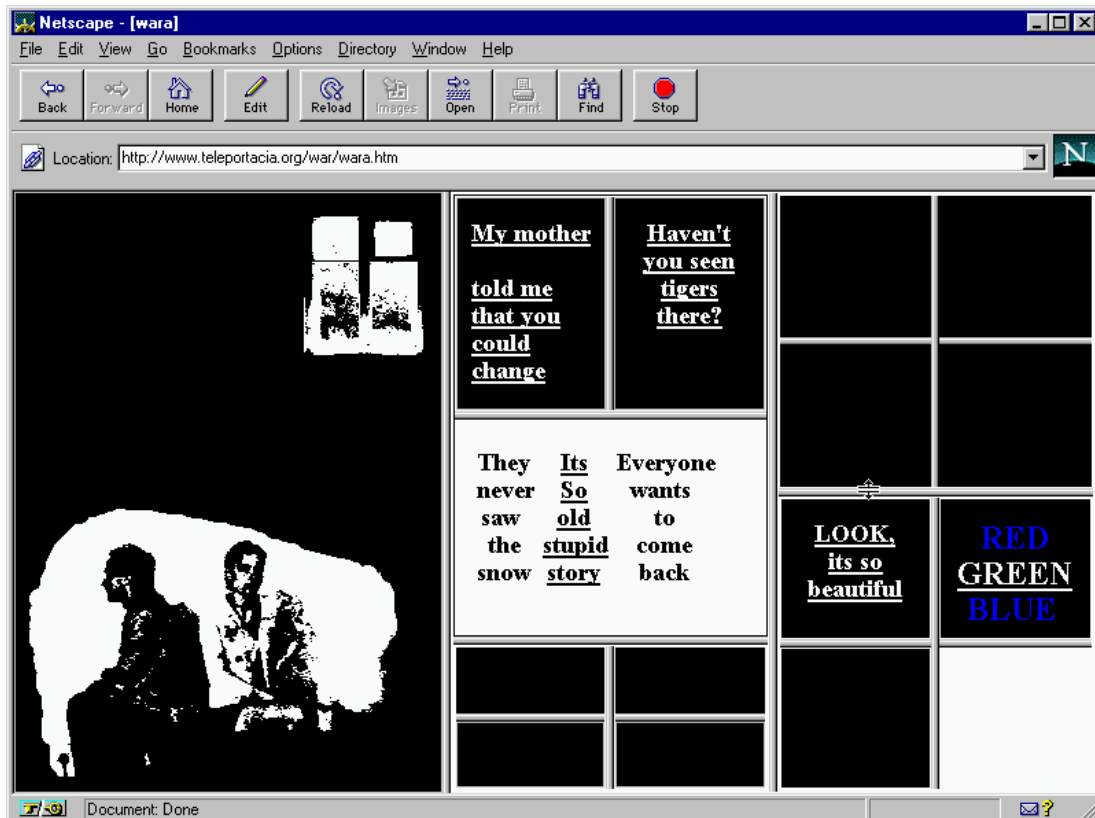 Netscape - [wara]
File Edit View Go Bookmarks Options Directory Window Help
Back Forward Home Edit Reload Images Open Print Find Stop
Location: http://www.teleportacia.org/war/wara.htm
N
My mother
told me
that you
could
change
Haven't
you seen
tigers
there?
They Its Everyone
never So wants
saw old to
the stupid come
snow story back
LOOK,
its so
beautiful
RED
GREEN
BLUE
Document: Done